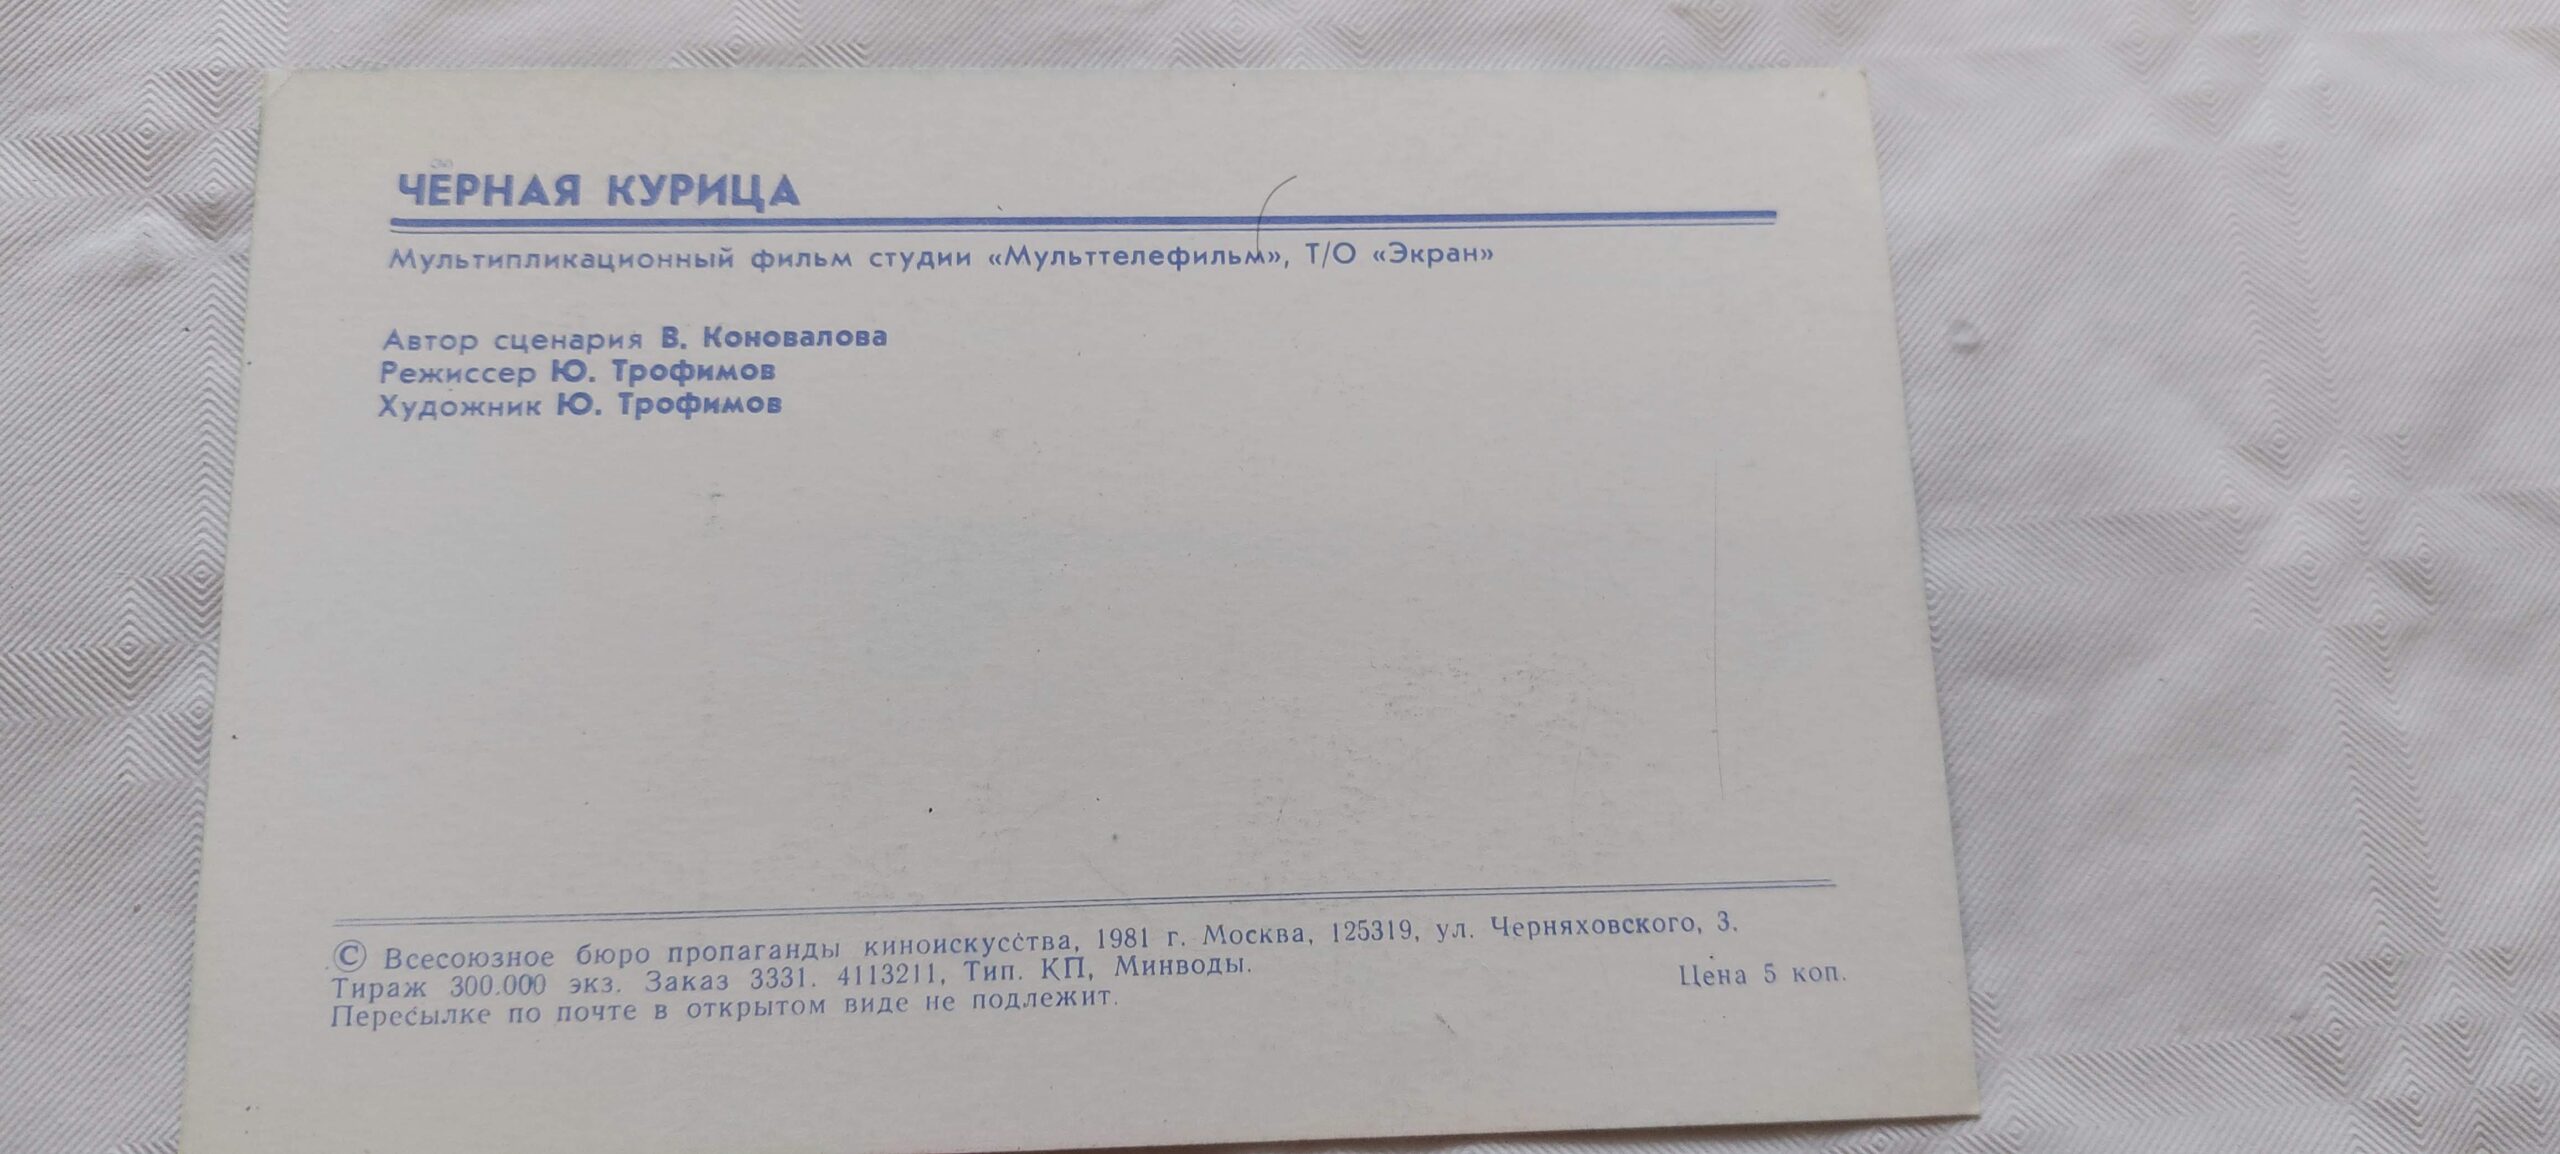 ЧЕРНАЯ КУРИЦА
Мультипликационный фильм студии «Мульттелефильм», Т/О «Экран»
Автор сценария В. Коновалова
Режиссер Ю. Трофимов
Художник Ю. Трофимов
© Всесоюзное бюро пропаганды киноискусства, 1981 г. Москва, 125319, ул. Черняховского, 3.
Тираж 300.000 экз. Заказ 3331. 4113211, Тип. КП, Минводы.
Цена 5 коп.
Пересылке по почте в открытом виде не подлежит.